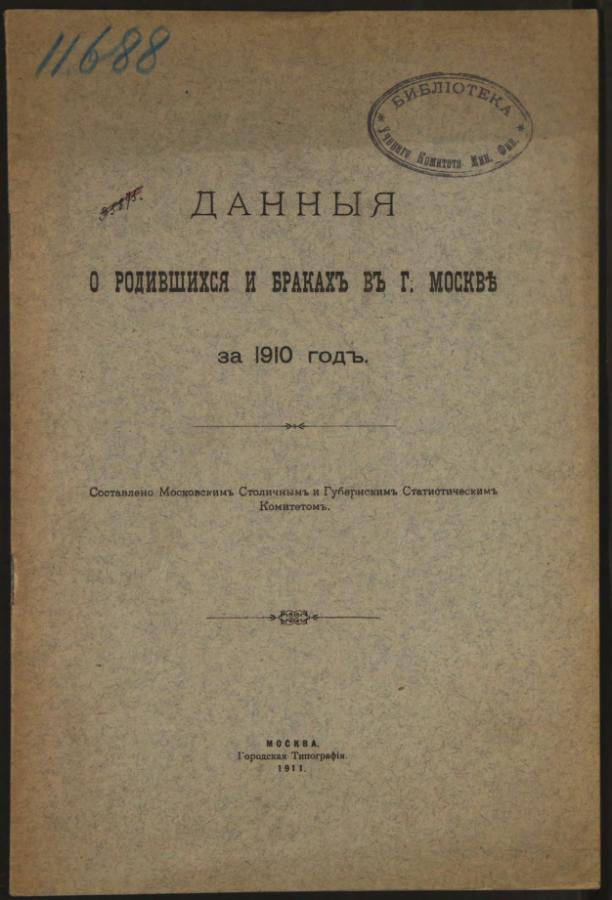 11688
БИБЛІОТЕКА
Ученаго Комитета Мин. Фин.
ДАННЫЯ
О РОДИВШИХСЯ И БРАКАХЪ ВЪ Г. МОСКВѢ
за 1910 годъ.
Составлено Московскимъ Столичнымъ и Губернскимъ Статистическимъ
Комитетомъ.
МОСКВА.
Городская Типографія.
1911.